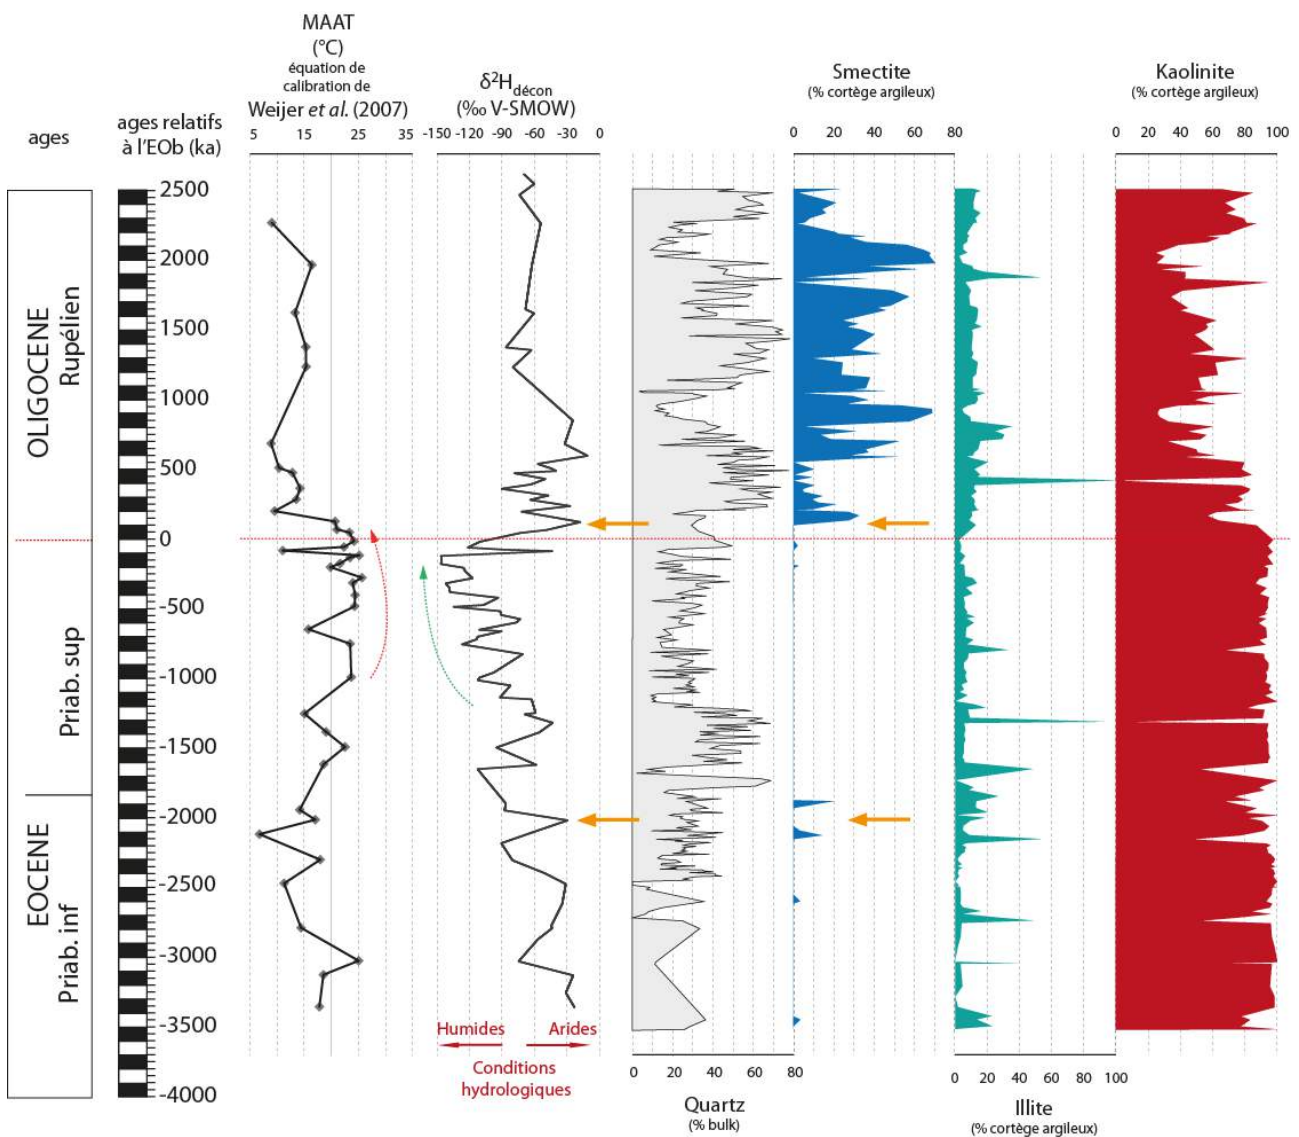 MAAT
(°C)
équation de
calibration de
Weijer et al. (2007)
δ²H décon
(‰ V-SMOW)
Smectite
(% cortège argileux)
Kaolinite
(% cortège argileux)
ages
ages relatifs
à l'EOb (ka)
5 15 25 35
-150 -120 -90 -60 -30 0
0 20 40 60 80
0 20 40 60 80 100
OLIGOCENE
Rupélien
EOCENE
Priab. sup
Priab. inf
2500
2000
1500
1000
500
0
-500
-1000
-1500
-2000
-2500
-3000
-3500
-4000
Humides Arides
Conditions
hydrologiques
0 20 40 60 80
Quartz
(% bulk)
0 20 40 60 80 100
Illite
(% cortège argileux)